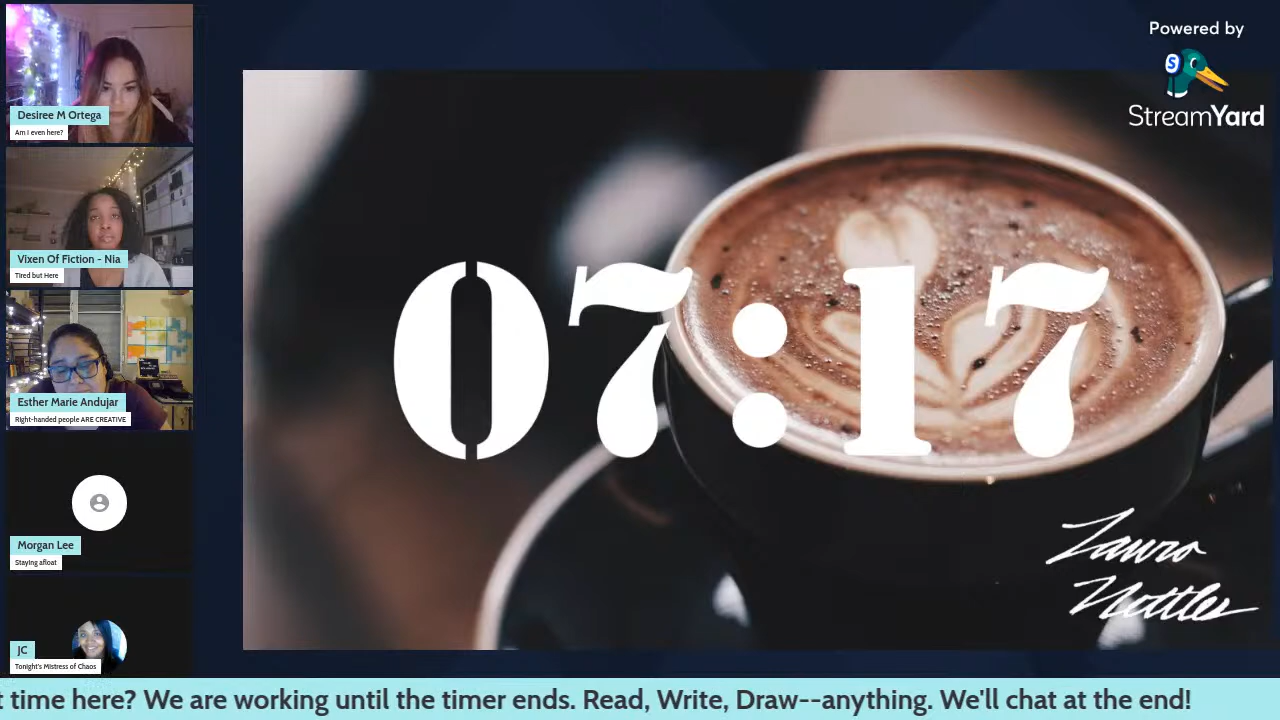 Powered by
StreamYard
Desiree M Ortega
Am I even here?
Vixen Of Fiction - Nia
Tired but Here
Esther Marie Andujar
Right-handed people ARE CREATIVE
Morgan Lee
Staying afloat
JC
Tonight's Mistress of Chaos
07:17
time here? We are working until the timer ends. Read, Write, Draw--anything. We'll chat at the end!